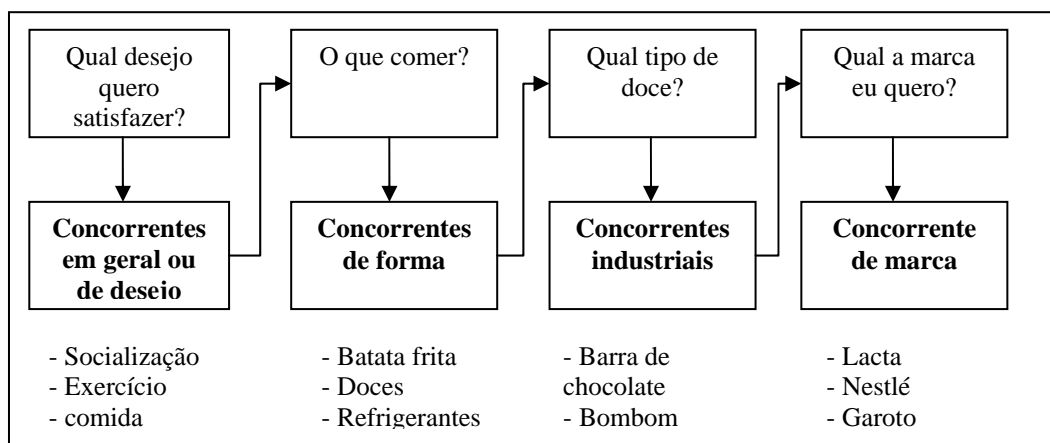 Qual desejo
quero
satisfazer?
O que comer?
Qual tipo de
doce?
Qual a marca
eu quero?
Concorrentes
em geral ou
de desejo
Concorrentes
de forma
Concorrentes
industriais
Concorrente
de marca
- Socialização
- Exercício
- comida
- Batata frita
- Doces
- Refrigerantes
- Barra de
chocolate
- Bombom
- Lacta
- Nestlé
- Garoto